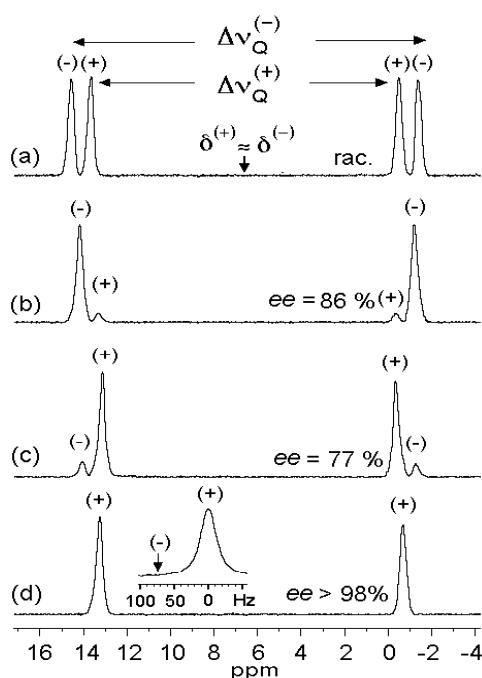 Δν_Q^(-)
(-) (+) Δν_Q^(+) (+) (-)
δ^(+) ≈ δ^(-)
(a) rac.
(-) (-)
(+) (+)
(b) ee = 86 %
(+) (+)
(-) (-)
(c) ee = 77 %
(+) (+) (+)
(-)
100 50 0 Hz
(d) ee > 98%
16 14 12 10 8 6 4 2 0 -2 -4
ppm